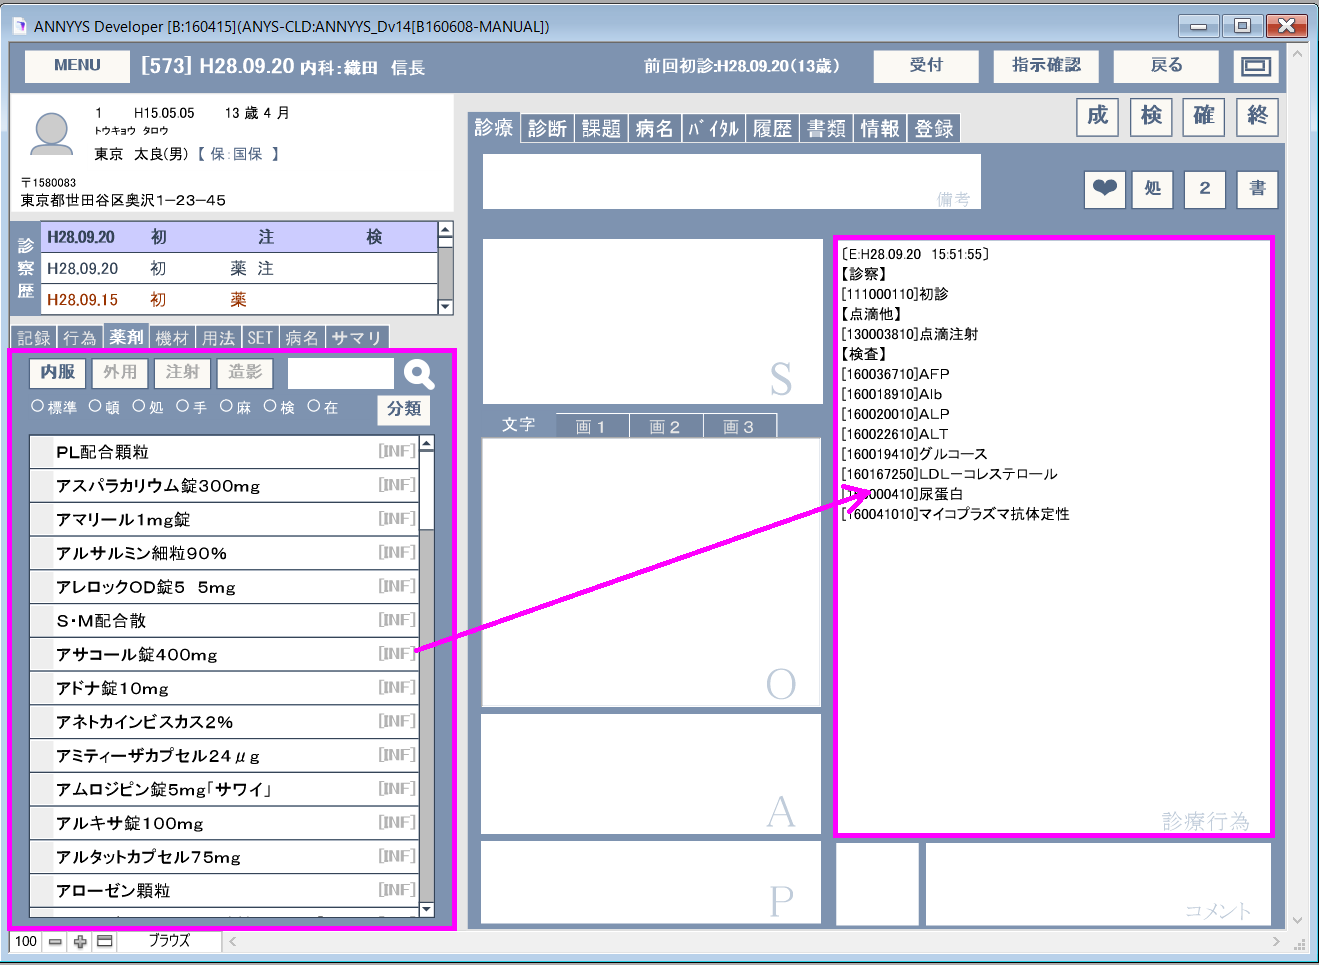 ANNYYS Developer [B:160415](ANYS-CLD:ANNYYS_Dv14[B160608-MANUAL])
MENU
[573] H28.09.20 内科:織田　信長
前回初診:H28.09.20(13歳)
受付
指示確認
戻る
1　H15.05.05　13 歳 4 月
トウキョウ タロウ
東京　太良(男)【 保:国保 】
〒1580083
東京都世田谷区奥沢1－23－45
診察歴
H28.09.20　初　注　検
H28.09.20　初　薬 注
H28.09.15　初　薬
記録 行為 薬剤 機材 用法 SET 病名 サマリ
内服 外用 注射 造影
標準 頓 処 手 麻 検 在
分類
PL配合顆粒 [INF]
アスパラカリウム錠300mg [INF]
アマリール1mg錠 [INF]
アルサルミン細粒90% [INF]
アレロックOD錠5　5mg [INF]
S・M配合散 [INF]
アサコール錠400mg [INF]
アドナ錠10mg [INF]
アネトカインビスカス2% [INF]
アミティーザカプセル24μg [INF]
アムロジピン錠5mg｢サワイ｣ [INF]
アルキサ錠100mg [INF]
アルタットカプセル75mg [INF]
アローゼン顆粒 [INF]
診療 診断 課題 病名 バイタル 履歴 書類 情報 登録
成 検 確 終
備考
処 2 書
S
文字 画1 画2 画3
O
A
P
[E:H28.09.20　15:51:55]
【診察】
[111000110]初診
【点滴他】
[130003810]点滴注射
【検査】
[160036710]AFP
[160018910]Alb
[160020010]ALP
[160022610]ALT
[160019410]グルコース
[160167250]LDL－コレステロール
000410]尿蛋白
[160041010]マイコプラズマ抗体定性
診療行為
コメント
100
ブラウズ